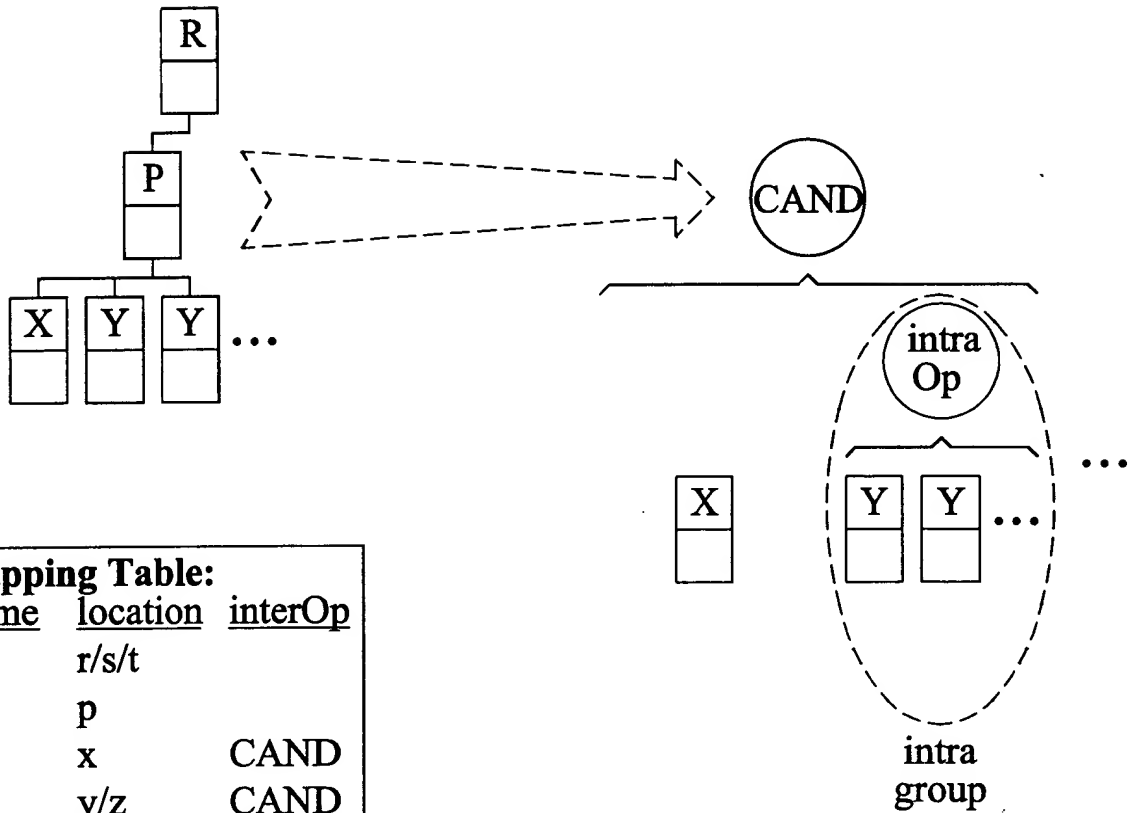 R
P
X Y Y ...
CAND
intra
Op
X Y Y ...
...
intra
group
pping Table:
me location interOp
r/s/t
p
x CAND
y/z CAND